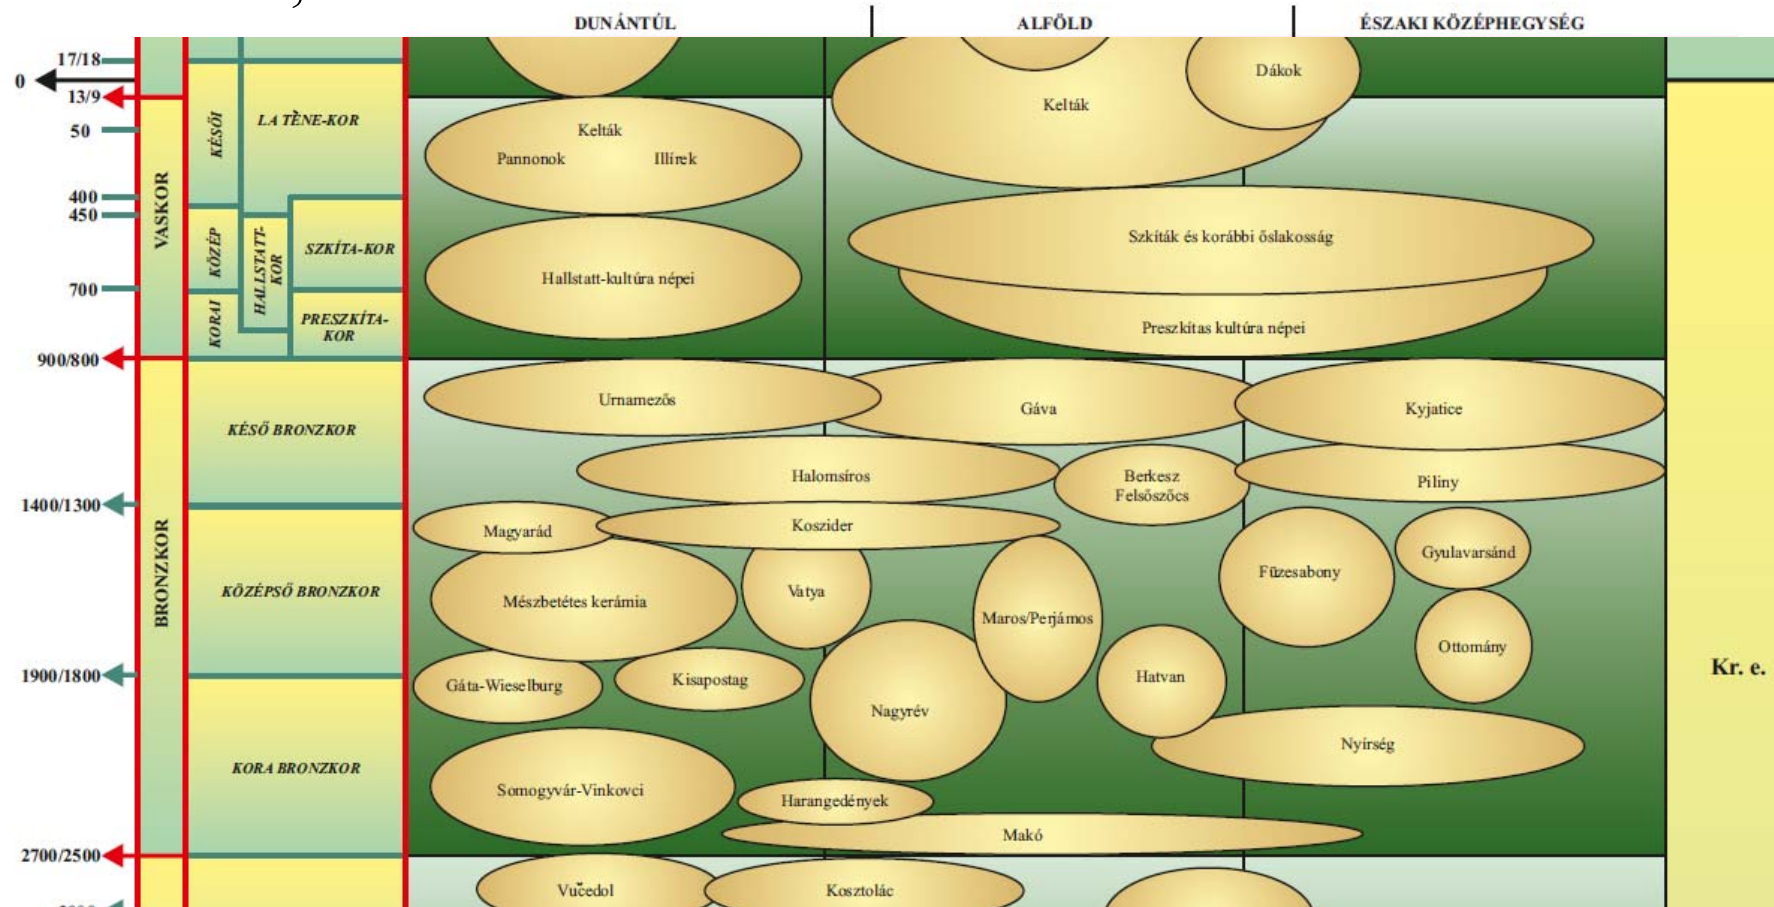 DUNÁNTÚL
ALFÖLD
ÉSZAKI KÖZÉPHEGYSÉG
17/18
0
13/9
50
400
450
700
900/800
1400/1300
1900/1800
2700/2500
VASKOR
BRONZKOR
KÉSŐI
KÖZÉP
KORAI
LA TÈNE-KOR
HALLSTATT-
KOR
SZKÍTA-KOR
PRESZKÍTA-
KOR
KÉSŐ BRONZKOR
KÖZÉPSŐ BRONZKOR
KORA BRONZKOR
Dákok
Kelták
Kelták
Pannonok
Illírek
Szkíták és korábbi őslakosság
Hallstatt-kultúra népei
Preszkítas kultúra népei
Urnamezős
Gáva
Kyjatice
Halomsíros
Berkesz
Felsőszőcs
Piliny
Magyarád
Koszider
Füzesabony
Gyulavarsánd
Mészbetétes kerámia
Vatya
Maros/Perjámos
Ottomány
Gáta-Wieselburg
Kisapostag
Nagyrév
Hatvan
Nyírség
Somogyvár-Vinkovci
Harangedények
Makó
Vučedol
Kosztolác
Kr. e.